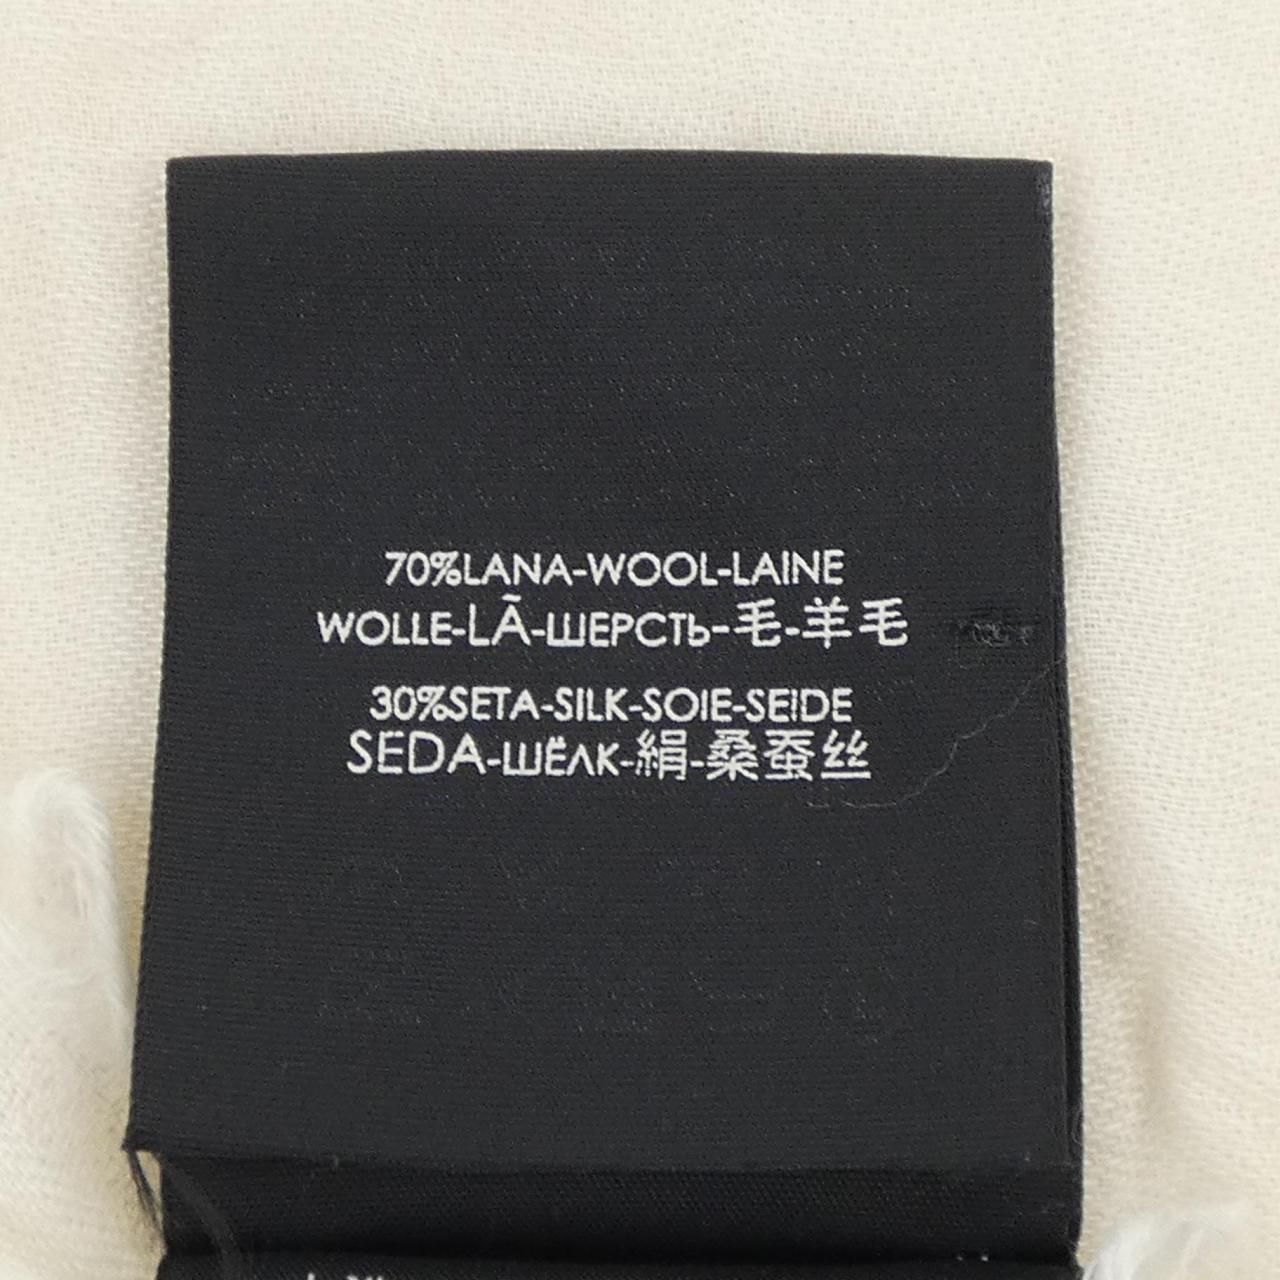 70%LANA-WOOL-LAINE
WOLLE-LÃ-ШЕРСТЬ-毛-羊毛
30%SETA-SILK-SOIE-SEIDE
SEDA-ШЁЛК-絹-桑蚕丝